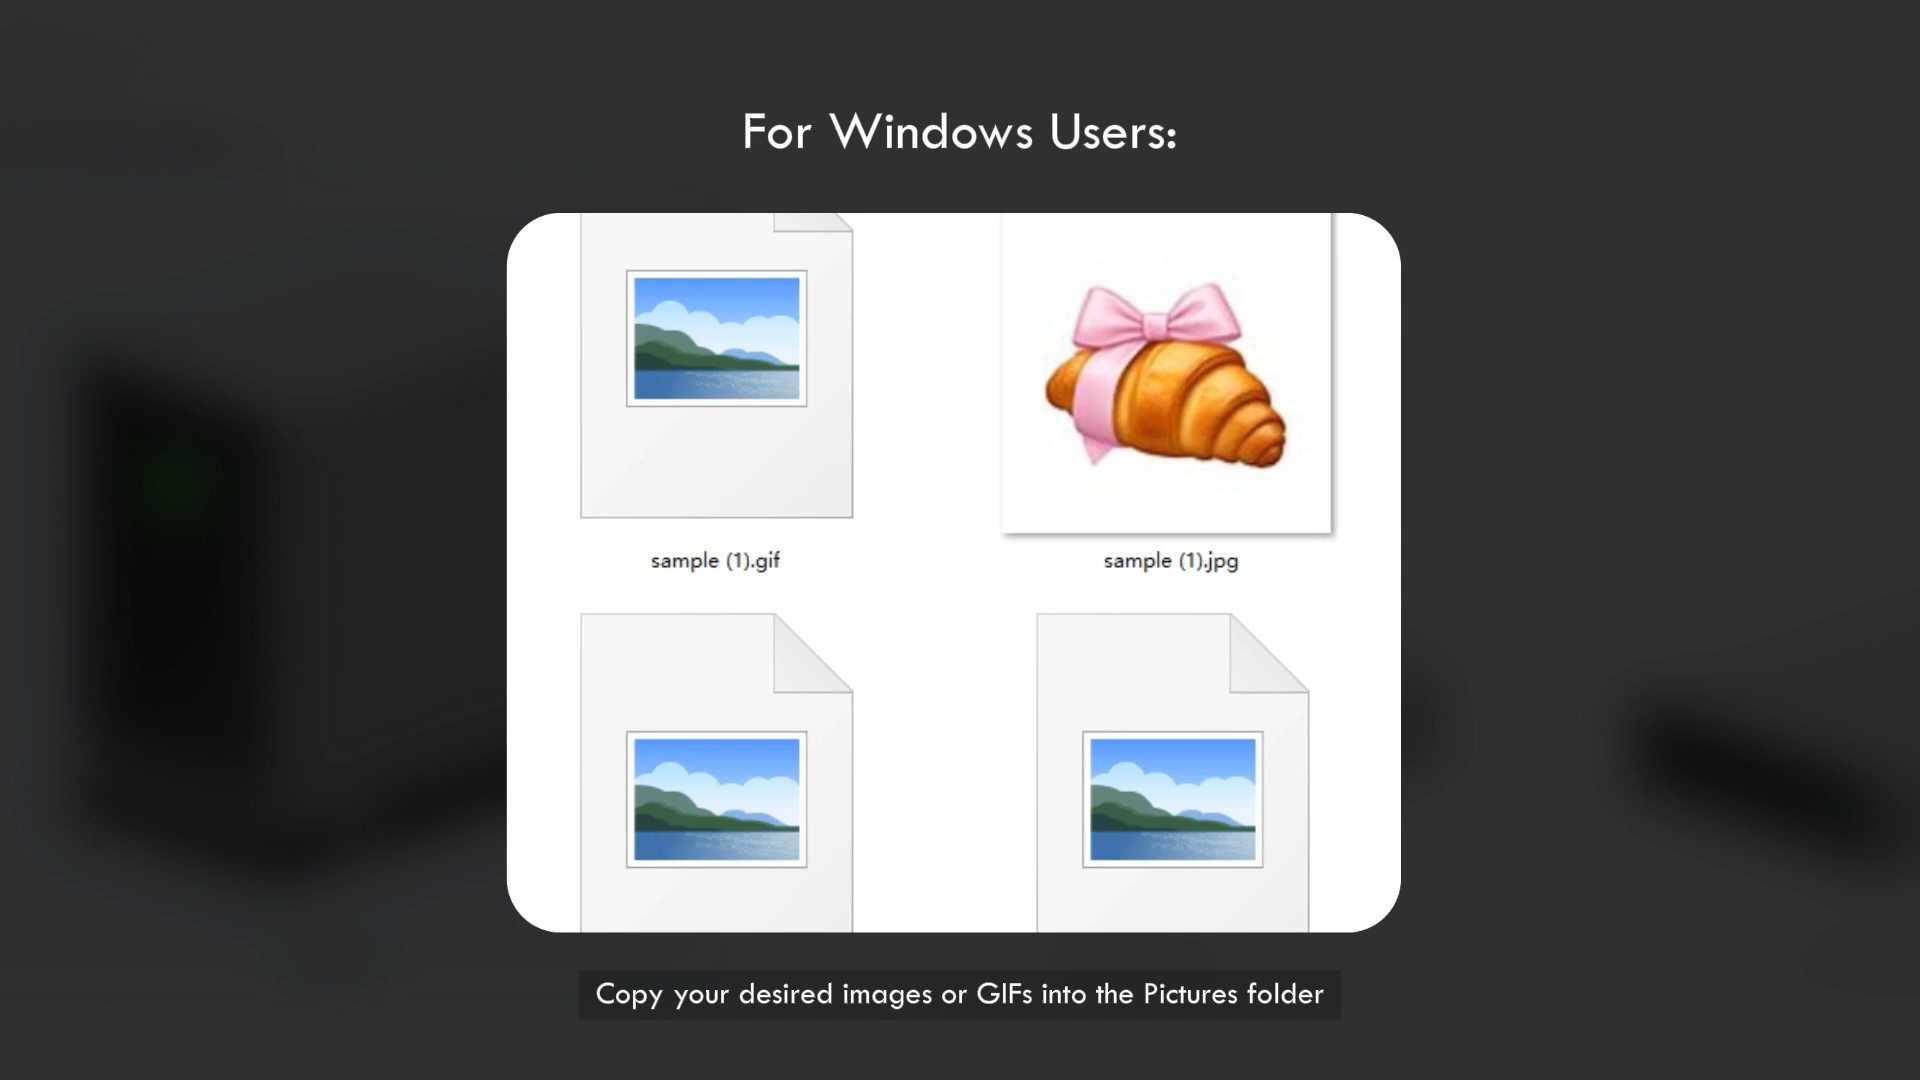 For Windows Users:
sample (1).gif
sample (1).jpg
Copy your desired images or GIFs into the Pictures folder